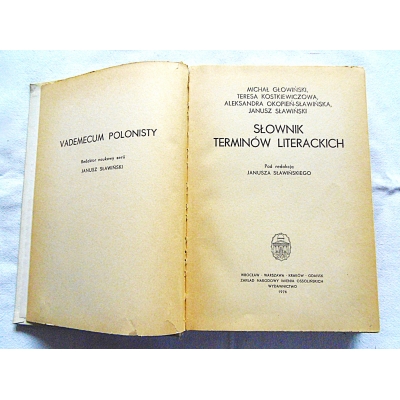 VADEMECUM POLONISTY
Redaktor naukowy serii
JANUSZ SŁAWIŃSKI
MICHAŁ GŁOWIŃSKI,
TERESA KOSTKIEWICZOWA,
ALEKSANDRA OKOPIEŃ-SŁAWIŃSKA,
JANUSZ SŁAWIŃSKI
SŁOWNIK
TERMINÓW LITERACKICH
Pod redakcją
JANUSZA SŁAWIŃSKIEGO
WROCŁAW · WARSZAWA · KRAKÓW · GDAŃSK
ZAKŁAD NARODOWY IMIENIA OSSOLIŃSKICH
WYDAWNICTWO
1976